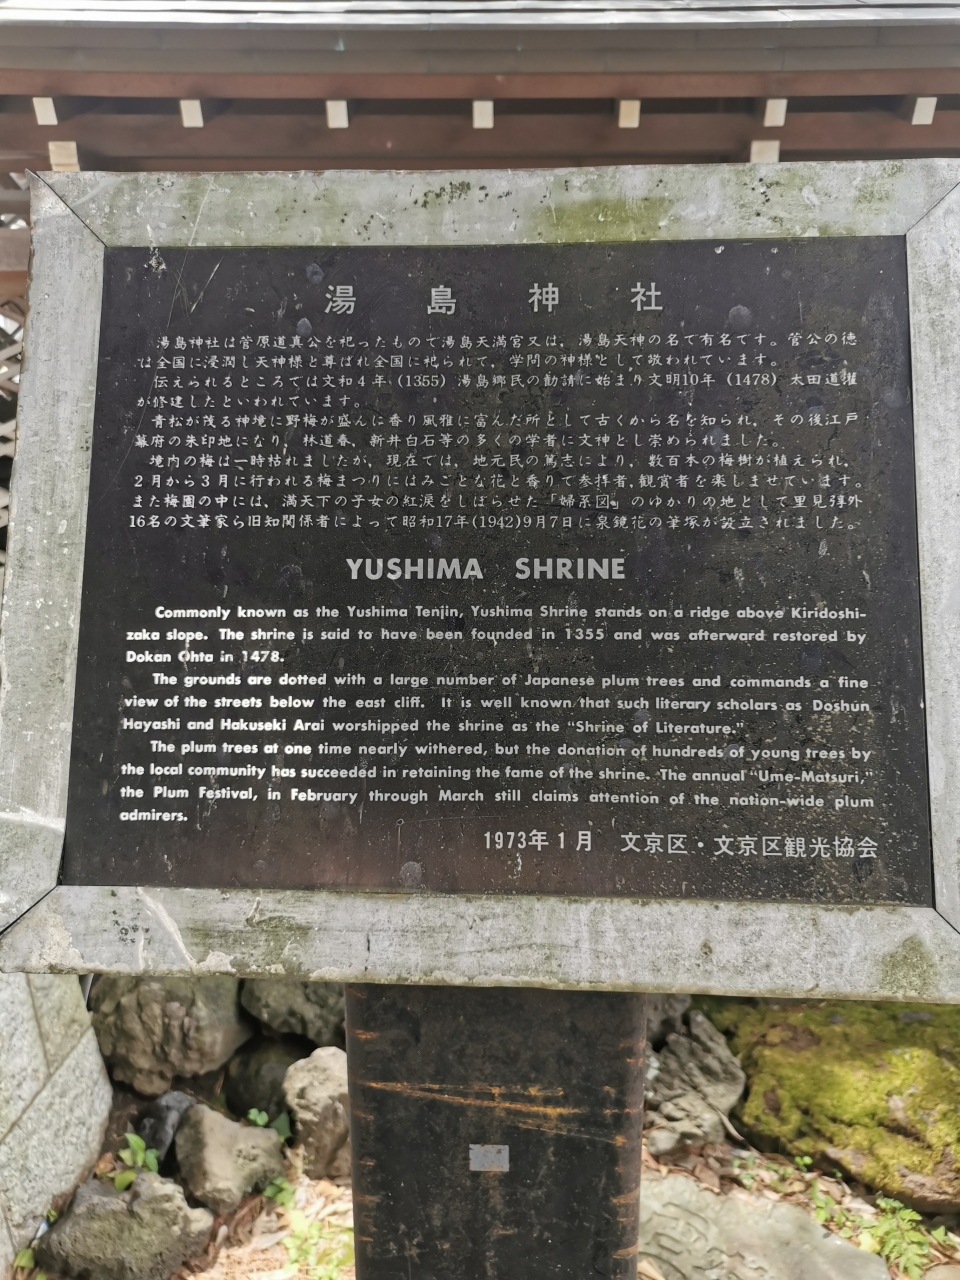 湯島神社
湯島神社は菅原道真公を祀ったもので湯島天満宮又は、湯島天神の名で有名です。菅公の徳
は全国に浸潤し天神様と尊ばれ全国に祀られて、学問の神様として敬われています。
伝えられるところでは文和4年(1355)湯島郷民の勧請に始まり文明10年(1478)太田道灌
が修建したといわれています。
青松が茂る神境に野梅が盛んに香り風雅に富んだ所として古くから名を知られ、その後江戸
幕府の朱印地になり、林道春、新井白石等の多くの学者に文神とし崇められました。
境内の梅は一時枯れましたが、現在では、地元民の篤志により、数百本の梅樹が植えられ、
2月から3月に行われる梅まつりにはみごとな花と香りで参拝者、観賞者を楽しませています。
また梅園の中には、満天下の子女の紅涙をしぼらせた「婦系図」のゆかりの地として里見弴外
16名の文筆家ら旧知関係者によって昭和17年(1942)9月7日に泉鏡花の筆塚が設立されました。
YUSHIMA SHRINE
Commonly known as the Yushima Tenjin, Yushima Shrine stands on a ridge above Kiridoshi-
zaka slope. The shrine is said to have been founded in 1355 and was afterward restored by
Dokan Ohta in 1478.
The grounds are dotted with a large number of Japanese plum trees and commands a fine
view of the streets below the east cliff. It is well known that such literary scholars as Doshun
Hayashi and Hakuseki Arai worshipped the shrine as the "Shrine of Literature."
The plum trees at one time nearly withered, but the donation of hundreds of young trees by
the local community has succeeded in retaining the fame of the shrine. The annual "Ume-Matsuri,"
the Plum Festival, in February through March still claims attention of the nation-wide plum
admirers.
1973年1月 文京区・文京区観光協会